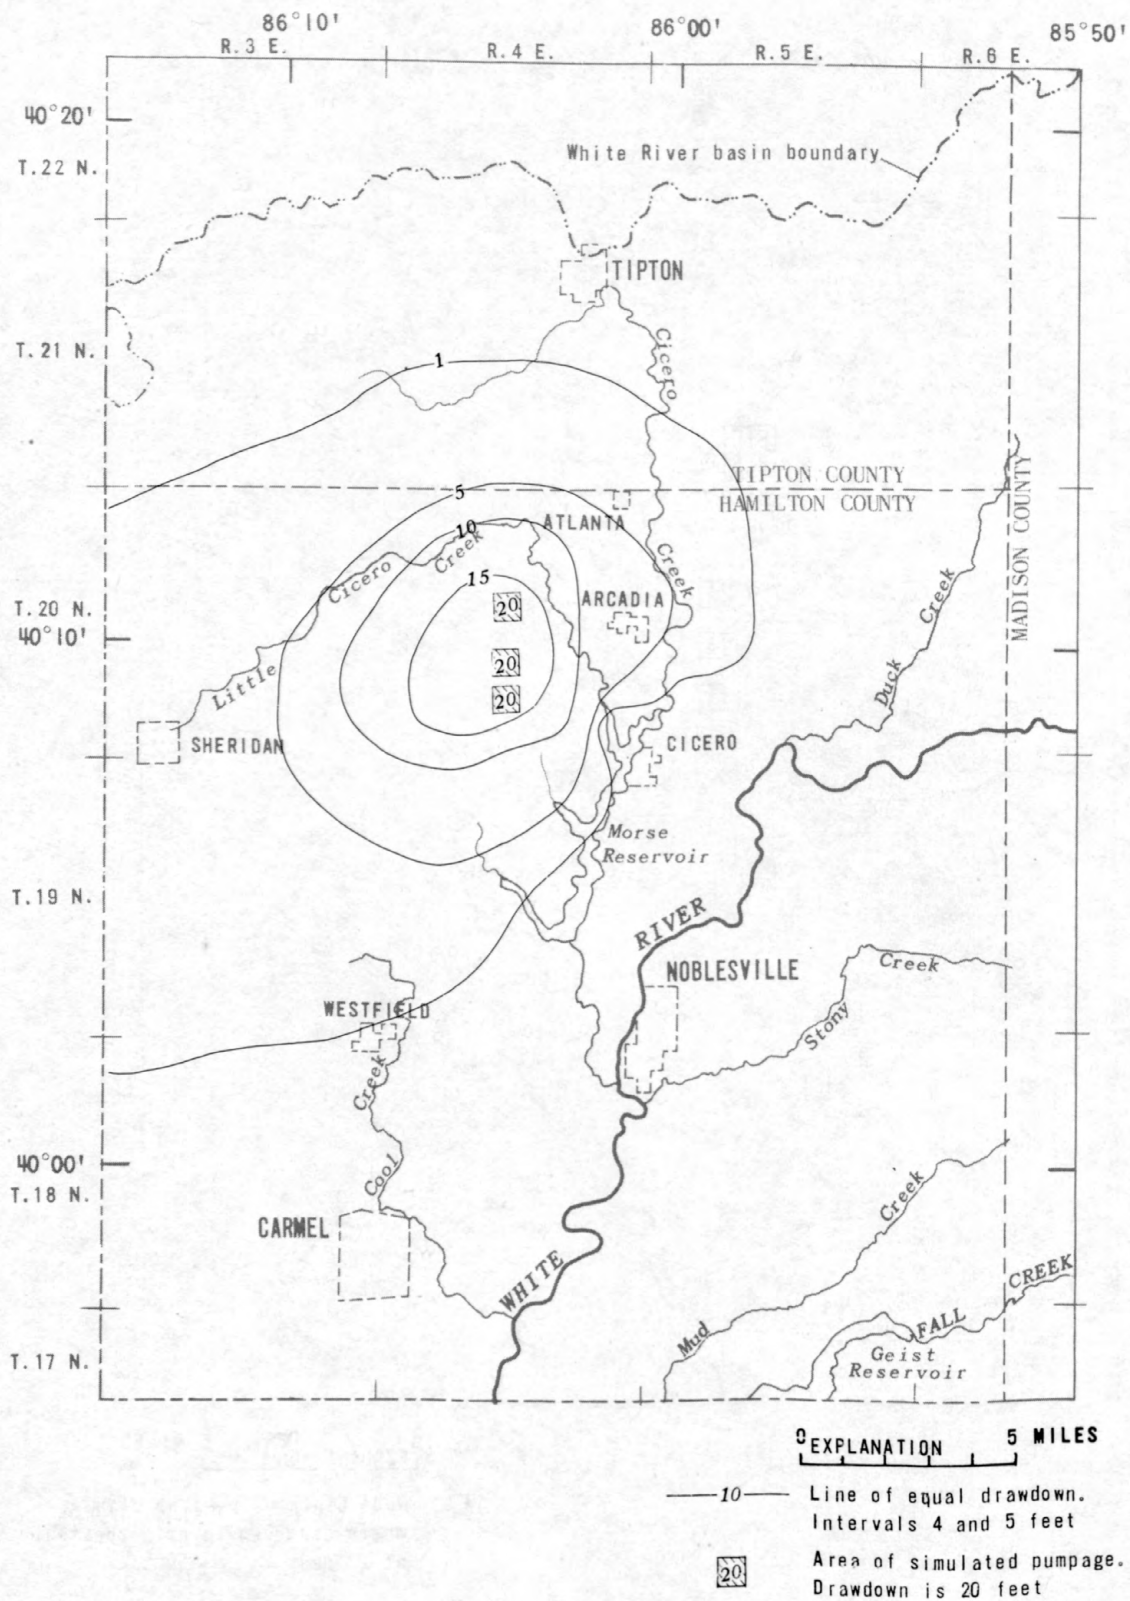 86°10'
86°00'
85°50'
R.3 E.
R.4 E.
R.5 E.
R.6 E.
40°20'
T.22 N.
White River basin boundary
TIPTON
Cicero
T.21 N.
1
TIPTON COUNTY
HAMILTON COUNTY
MADISON COUNTY
5
ATLANTA
10
Creek
Creek
Cicero
15
20
ARCADIA
T.20 N.
40°10'
Creek
Duck
20
20
Little
SHERIDAN
CICERO
Morse
Reservoir
T.19 N.
RIVER
NOBLESVILLE
Creek
Stony
WESTFIELD
Creek
Cool
40°00'
T.18 N.
Creek
CARMEL
WHITE
CREEK
FALL
Mud
Geist
Reservoir
T.17 N.
0 5 MILES
EXPLANATION
10 Line of equal drawdown.
Intervals 4 and 5 feet
20 Area of simulated pumpage.
Drawdown is 20 feet